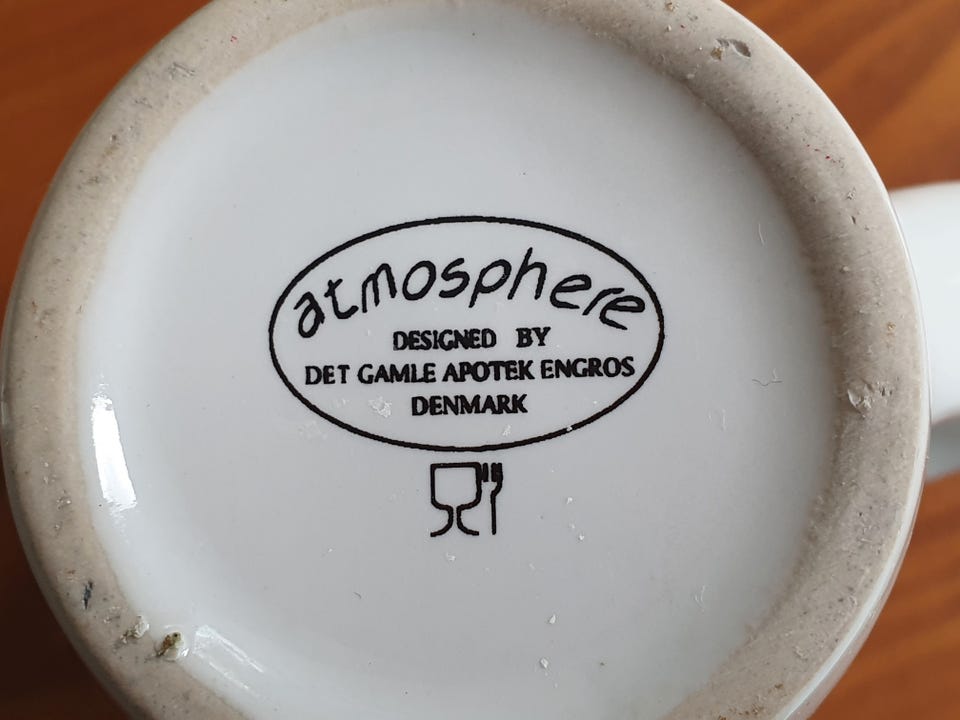 atmosphere
DESIGNED BY
DET GAMLE APOTEK ENGROS
DENMARK